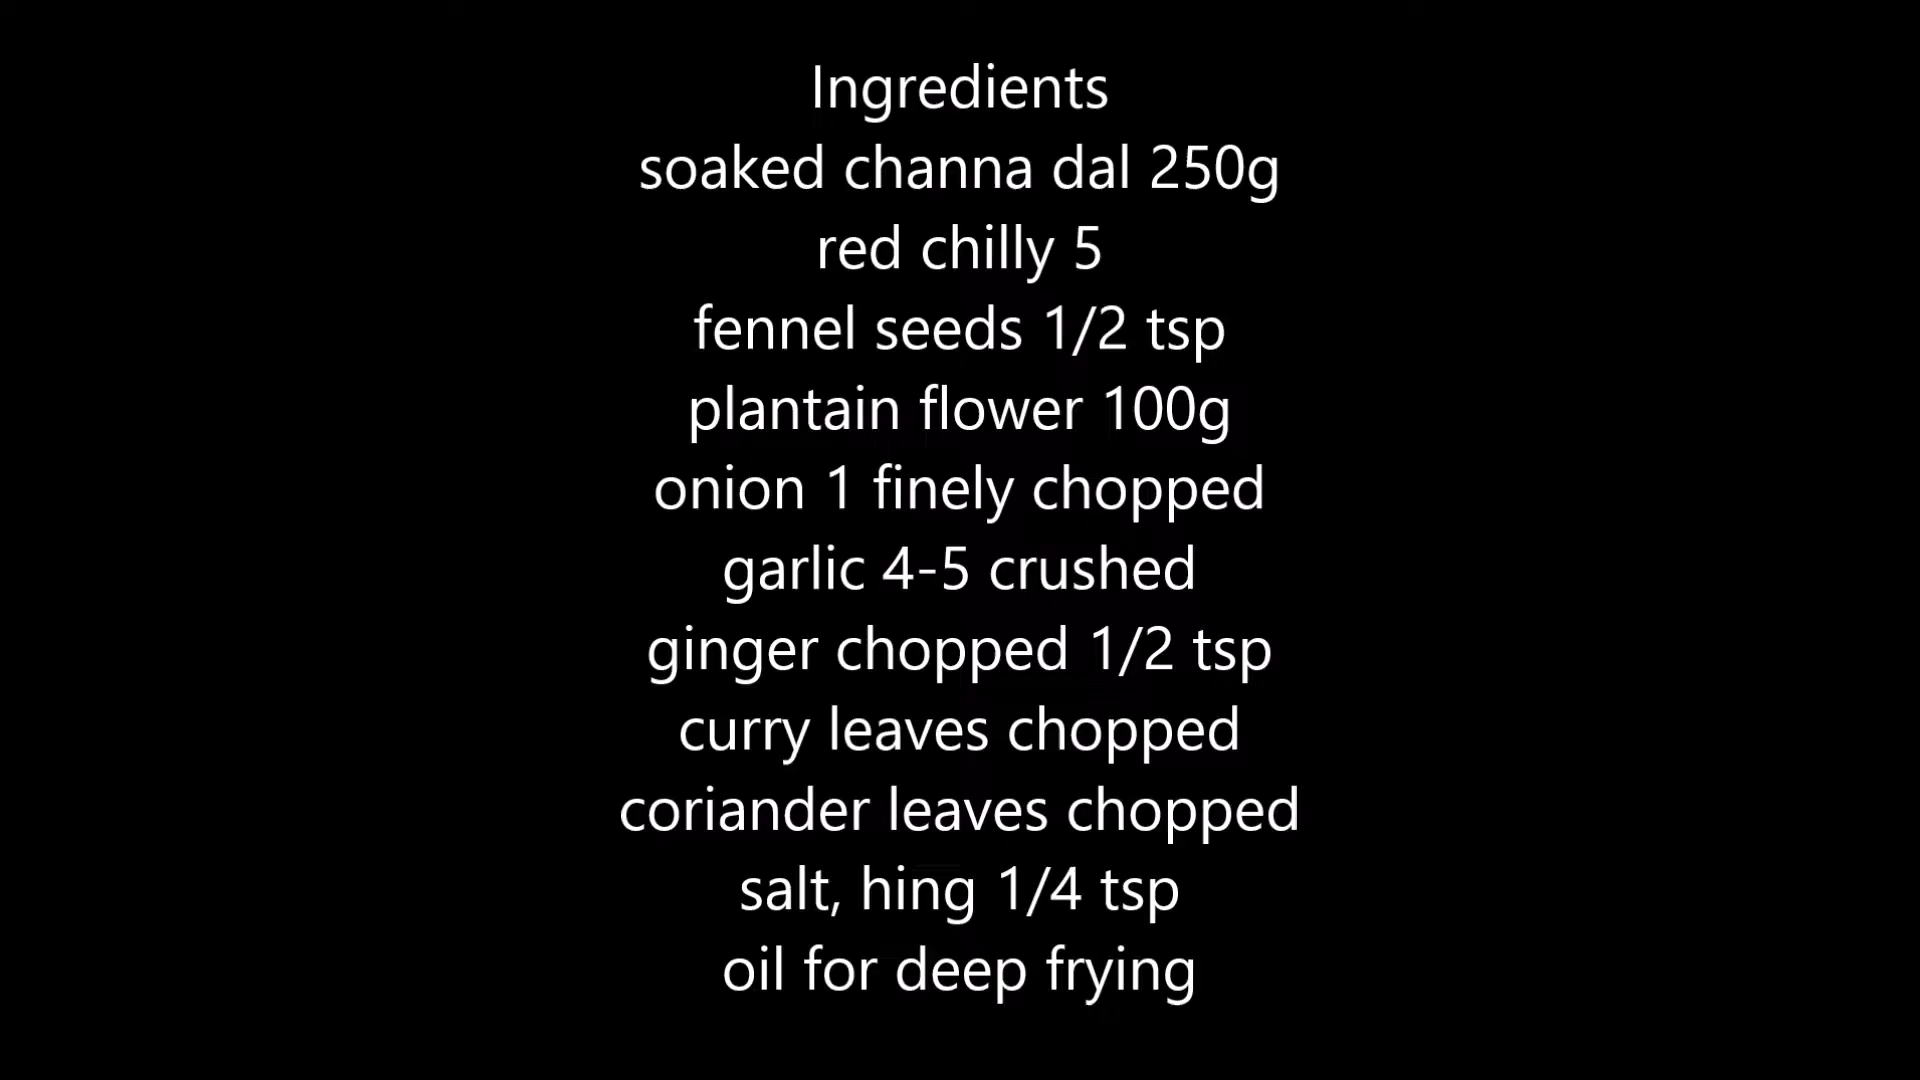 Ingredients
soaked channa dal 250g
red chilly 5
fennel seeds 1/2 tsp
plantain flower 100g
onion 1 finely chopped
garlic 4-5 crushed
ginger chopped 1/2 tsp
curry leaves chopped
coriander leaves chopped
salt, hing 1/4 tsp
oil for deep frying